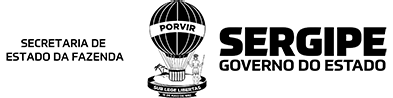 SECRETARIA DE
ESTADO DA FAZENDA
PORVIR
SUB LEGE LIBERTAS
SERGIPE
GOVERNO DO ESTADO